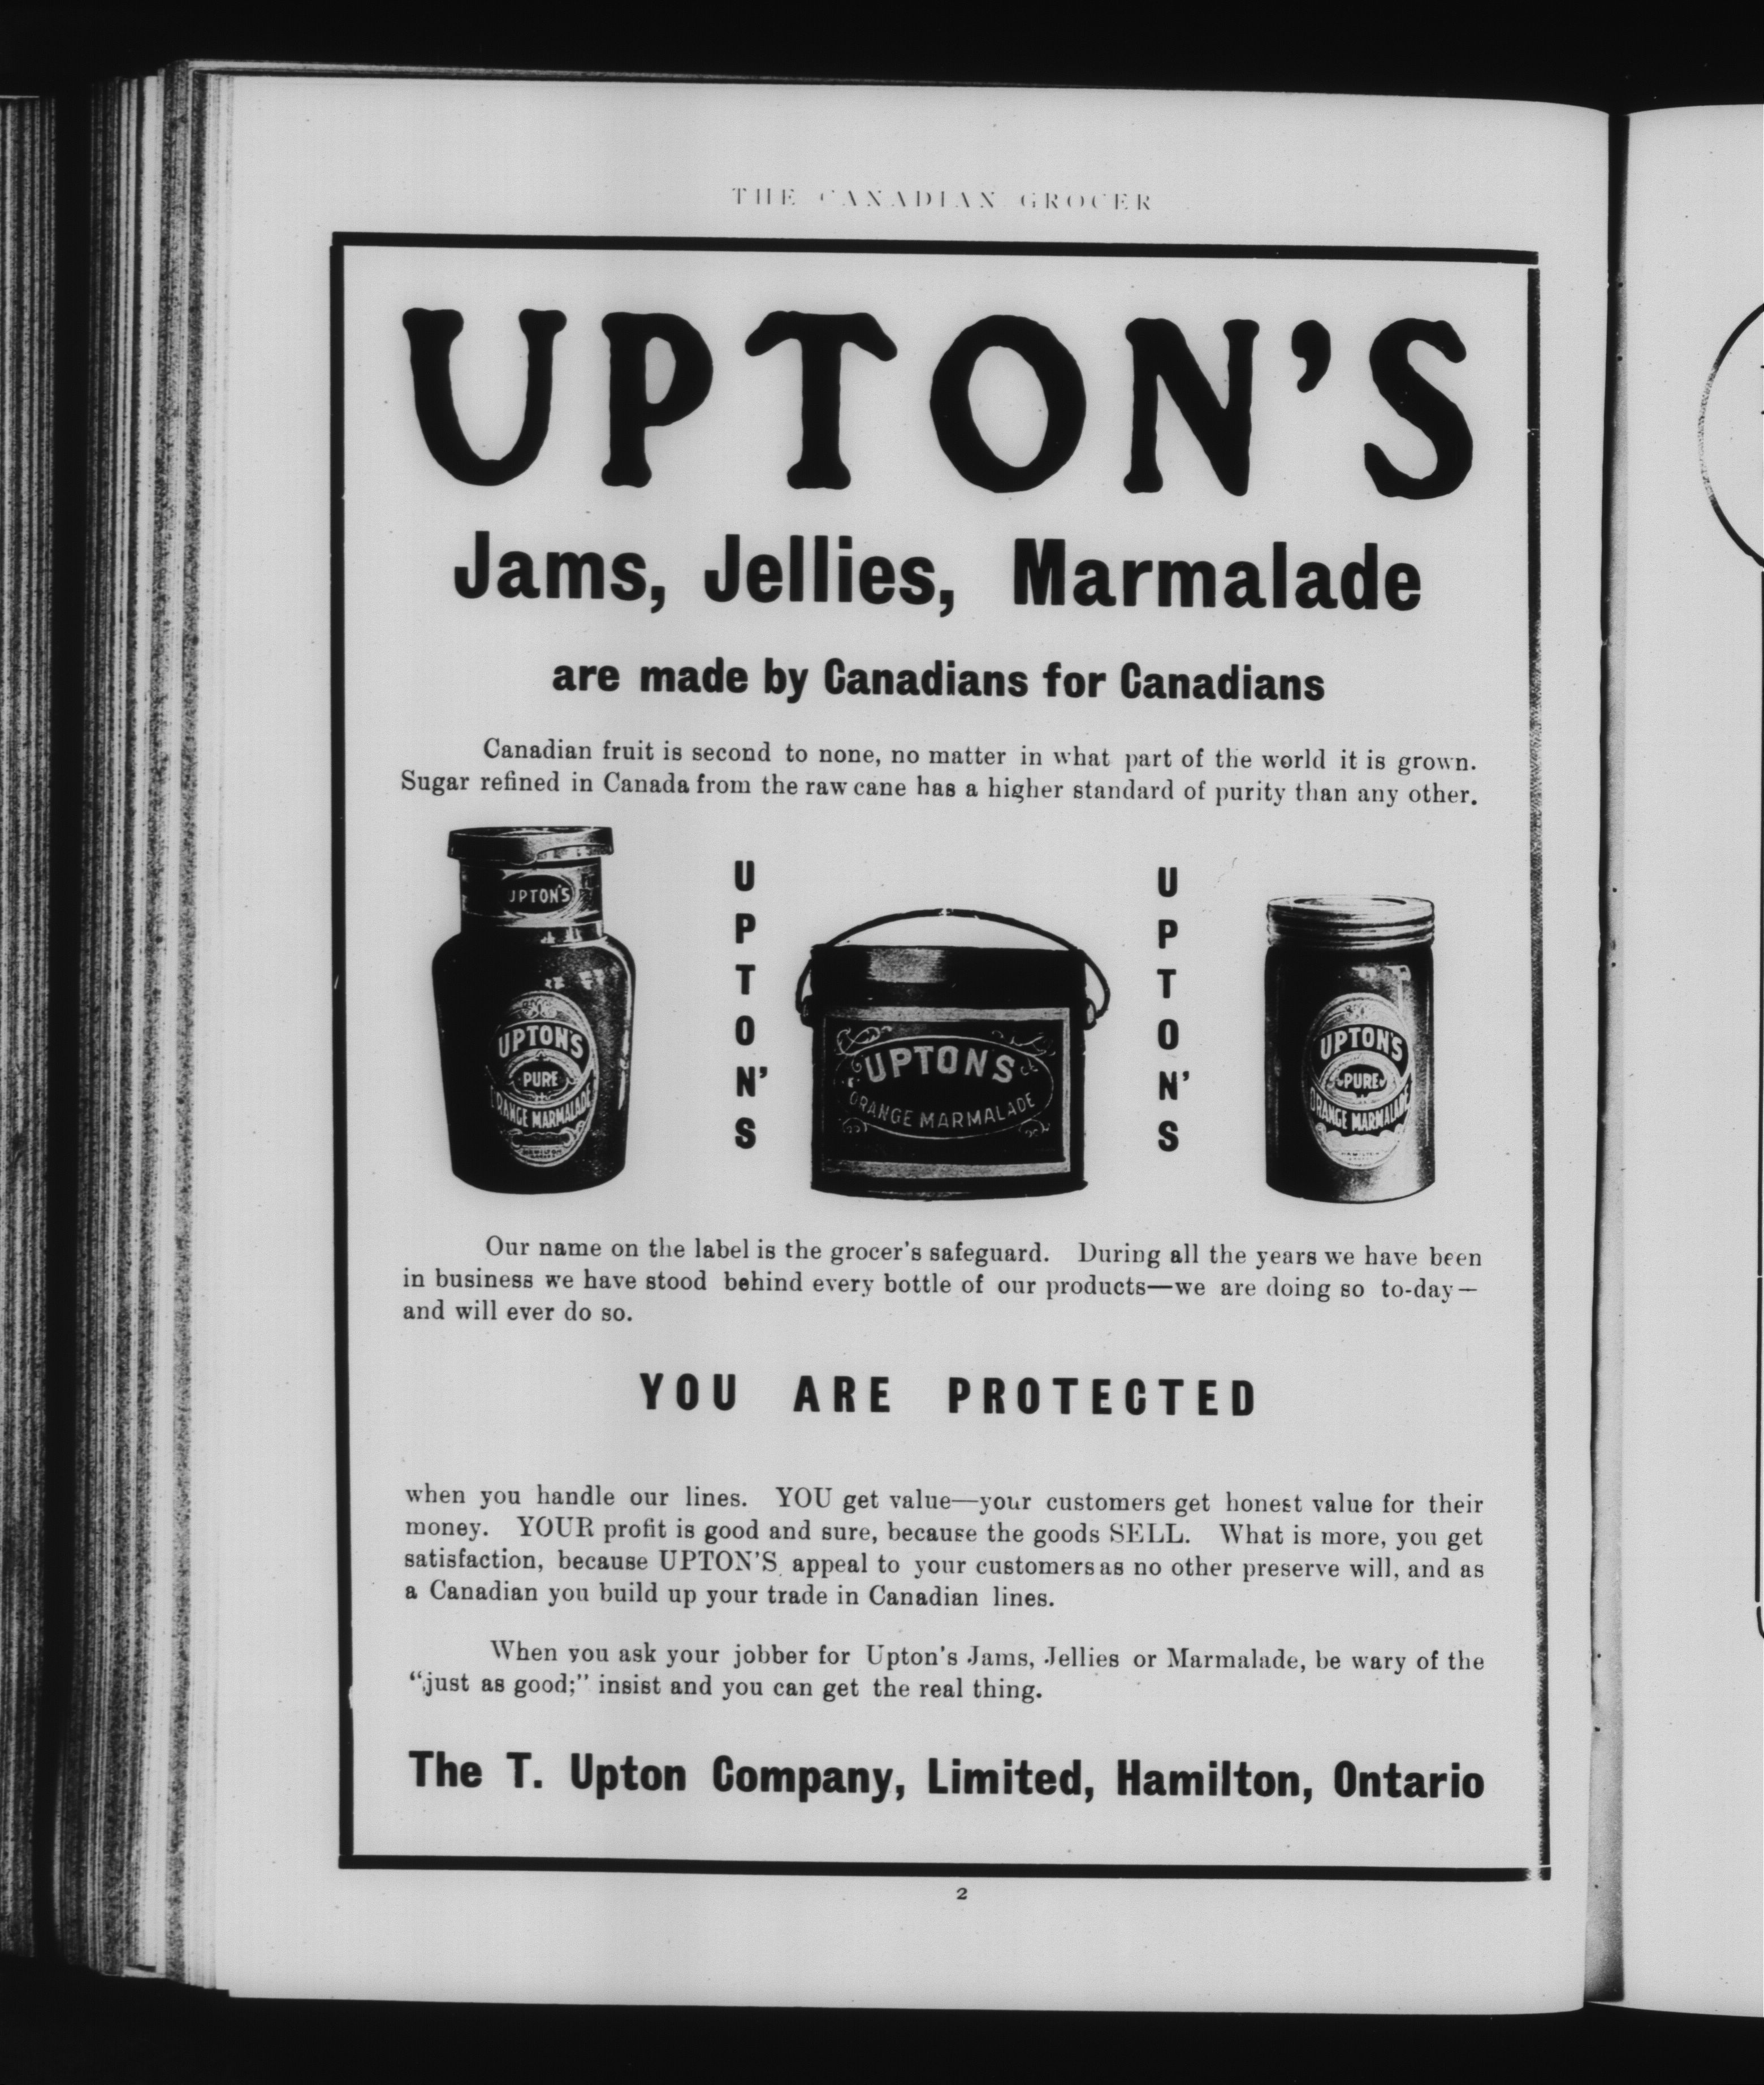 THE CANADIAN GROCER
UPTON'S
Jams, Jellies, Marmalade
are made by Canadians for Canadians
Canadian fruit is second to none, no matter in what part of the world it is grown.
Sugar refined in Canada from the raw cane has a higher standard of purity than any other.
UPTON'S
UPTON'S
PURE
ORANGE MARMALADE
HAMILTON
U
P
T
O
N'
S
UPTONS
ORANGE MARMALADE
U
P
T
O
N'
S
UPTON'S
PURE
ORANGE MARMALADE
Our name on the label is the grocer's safeguard. During all the years we have been
in business we have stood behind every bottle of our products—we are doing so to-day—
and will ever do so.
YOU ARE PROTECTED
when you handle our lines. YOU get value—your customers get honest value for their
money. YOUR profit is good and sure, because the goods SELL. What is more, you get
satisfaction, because UPTON'S appeal to your customers as no other preserve will, and as
a Canadian you build up your trade in Canadian lines.
When you ask your jobber for Upton's Jams, Jellies or Marmalade, be wary of the
"just as good;" insist and you can get the real thing.
The T. Upton Company, Limited, Hamilton, Ontario
2